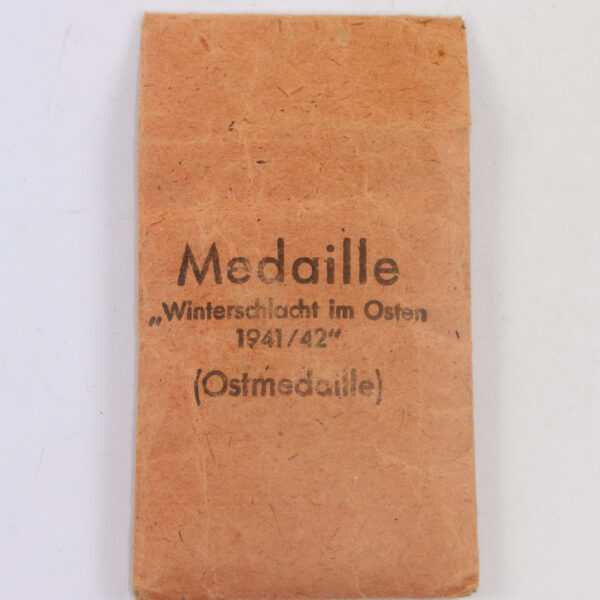 Medaille
„Winterschlacht im Osten
1941/42“
(Ostmedaille)